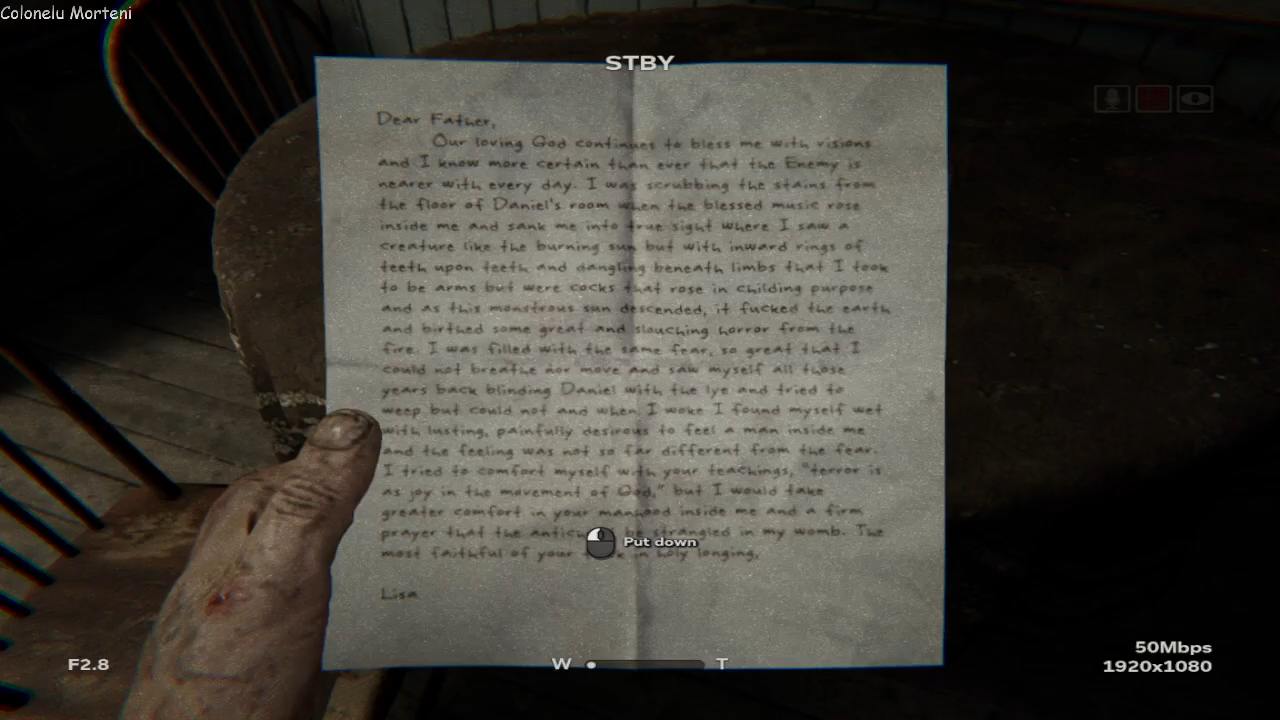 Colonelu Morteni
STBY
Dear Father,
Our loving God continues to bless me with visions
and I know more certain than ever that the Enemy is
nearer with every day. I was scrubbing the stains from
the floor of Daniel's room when the blessed music rose
inside me and sank me into true sight where I saw a
creature like the burning sun but with inward rings of
teeth upon teeth and dangling beneath limbs that I took
to be arms but were cocks that rose in childing purpose
and as this monstrous sun descended, it fucked the earth
and birthed some great and slouching horror from the
fire. I was filled with the same fear, so great that I
could not breathe nor move and saw myself all those
years back blinding Daniel with the lye and tried to
weep but could not and when I woke I found myself wet
with lusting, painfully desirous to feel a man inside me
and the feeling was not so far different from the fear.
I tried to comfort myself with your teachings, "terror is
as joy in the movement of God," but I would take
greater comfort in your manhood inside me and a firm
prayer that the be strangled in my womb. The
most faithful of your in holy longing,
Lisa
Put down
F2.8
W T
50Mbps
1920x1080